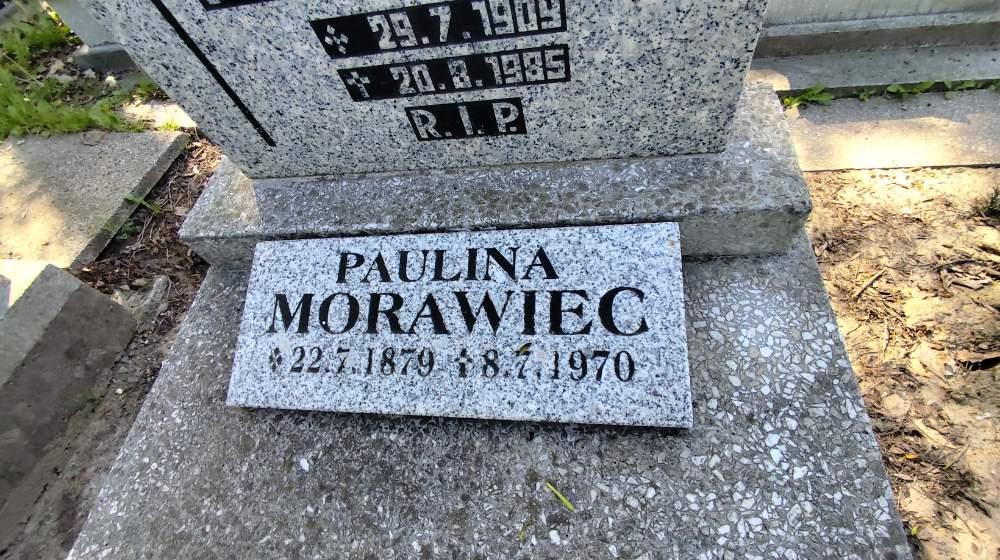 29.7.1909
✝ 20.8.1985
R.I.P.
PAULINA
MORAWIEC
* 22.7.1879 ✝ 8.7.1970